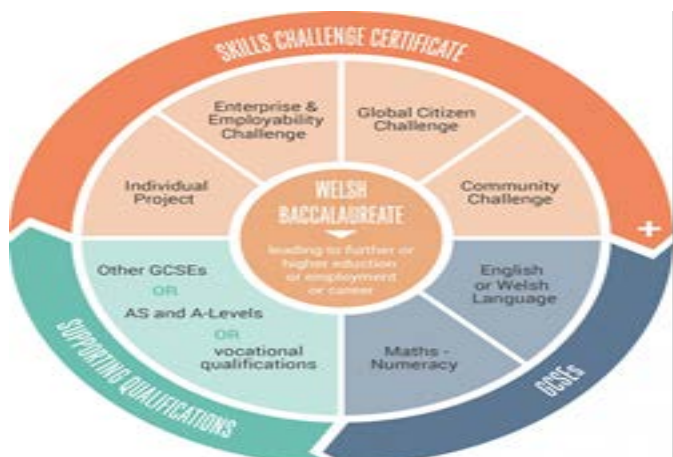 SKILLS CHALLENGE CERTIFICATE
Enterprise &
Employability
Challenge
Global Citizen
Challenge
Individual
Project
WELSH
BACCALAUREATE
leading to further or
higher eduction
or employment
or career
Community
Challenge
+
Other GCSEs
OR
AS and A-Levels
OR
vocational
qualifications
English
or Welsh
Language
Maths -
Numeracy
SUPPORTING QUALIFICATIONS
GCSEs